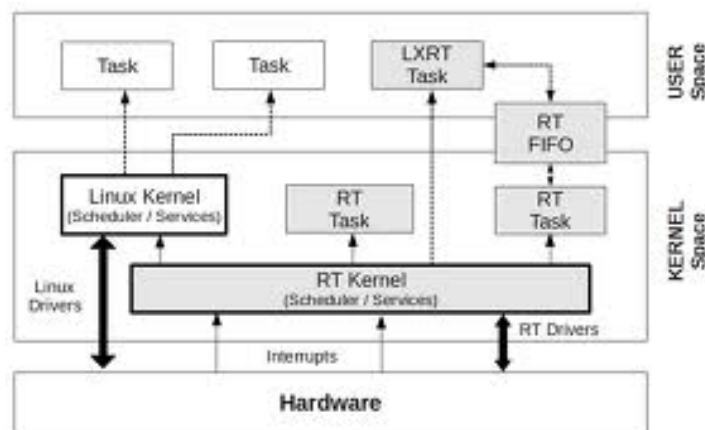 Task
Task
LXRT
Task
USER
Space
RT
FIFO
Linux Kernel
(Scheduler / Services)
RT
Task
RT
Task
KERNEL
Space
RT Kernel
(Scheduler / Services)
Linux
Drivers
RT Drivers
Interrupts
Hardware